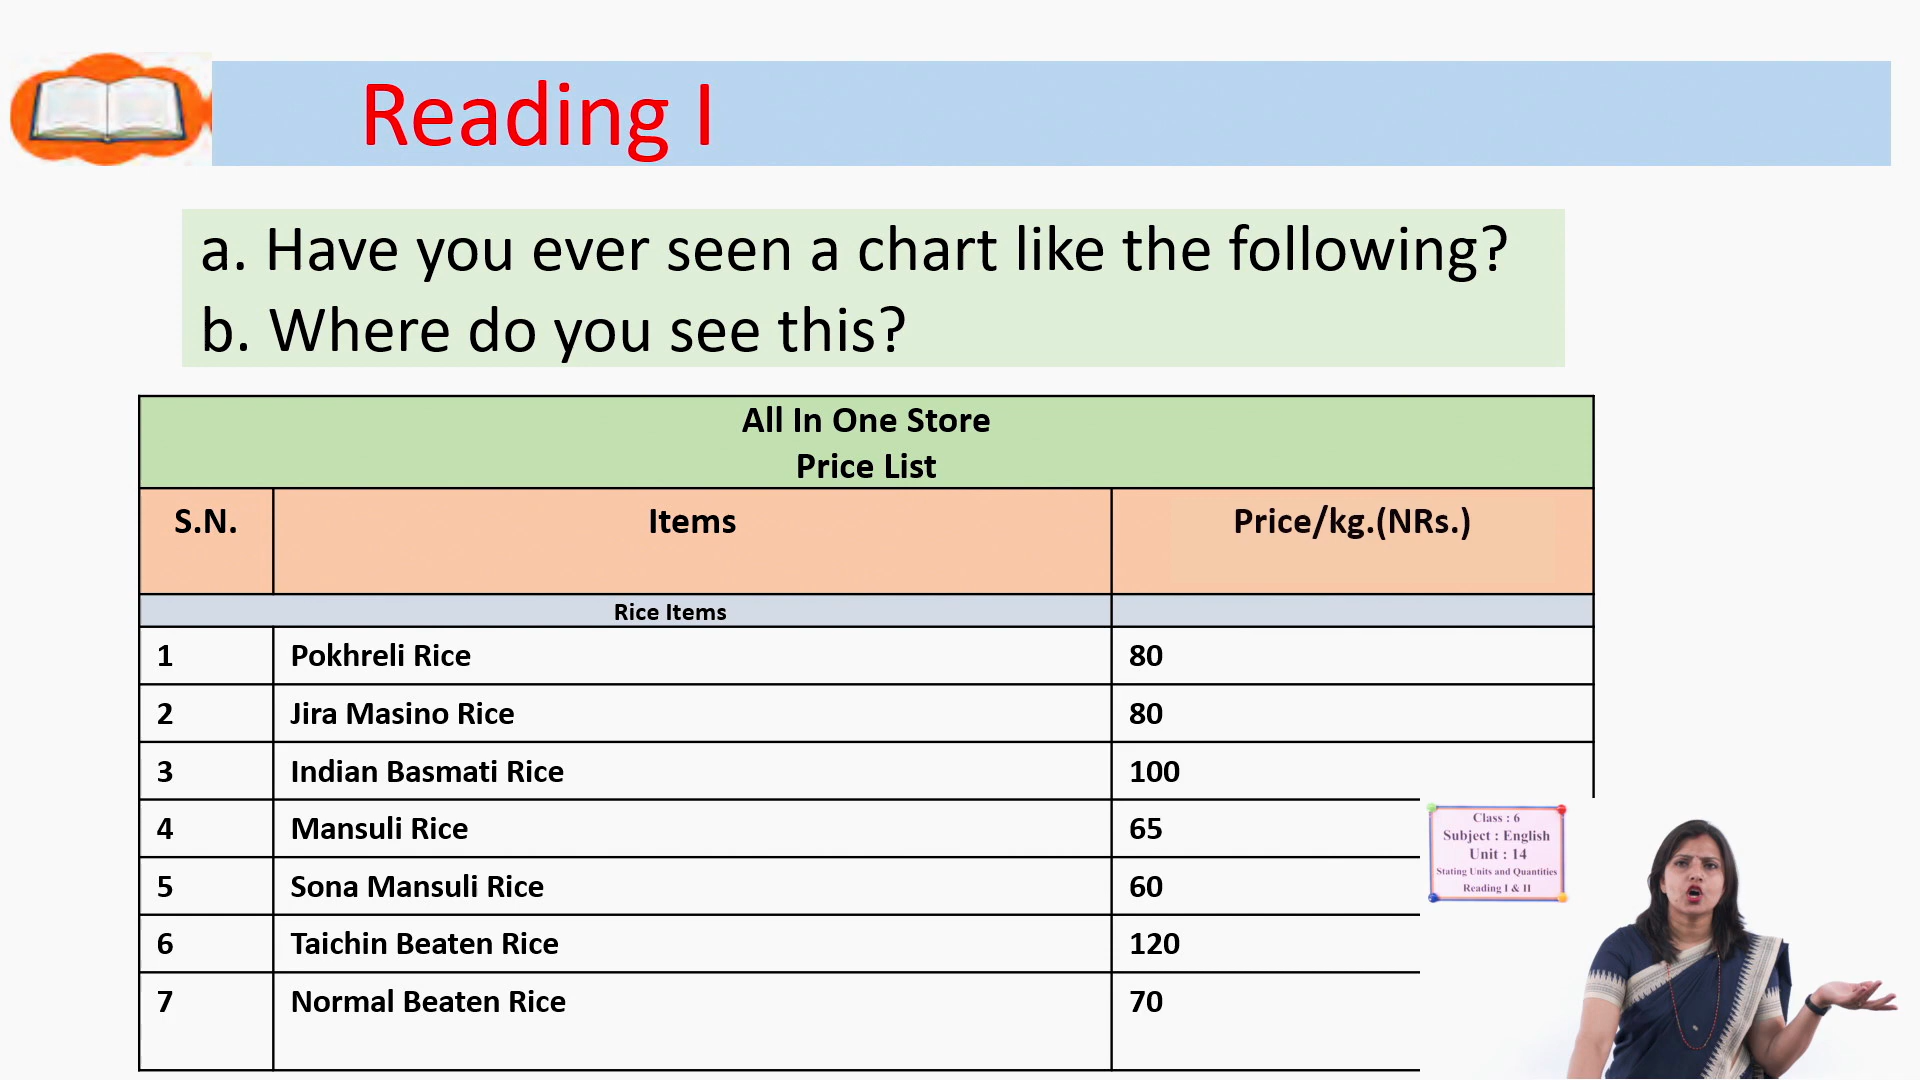 Reading I
a. Have you ever seen a chart like the following?
b. Where do you see this?
All In One Store
Price List
S.N. Items Price/kg.(NRs.)
Rice Items
1 Pokhreli Rice 80
2 Jira Masino Rice 80
3 Indian Basmati Rice 100
4 Mansuli Rice 65
5 Sona Mansuli Rice 60
6 Taichin Beaten Rice 120
7 Normal Beaten Rice 70
Class : 6
Subject : English
Unit : 14
Stating Units and Quantities
Reading I & II